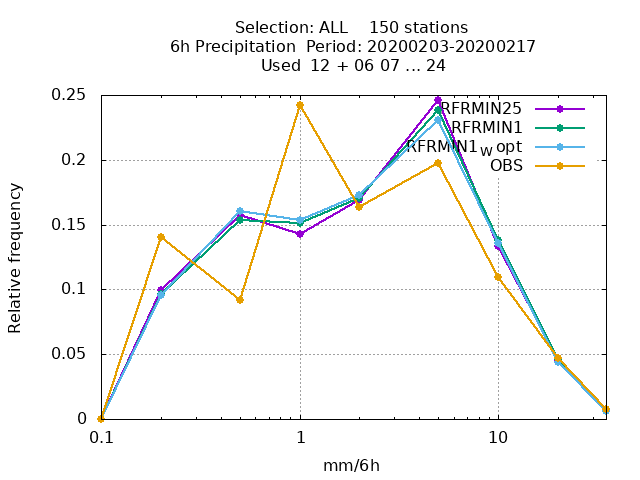 Selection: ALL    150 stations
6h Precipitation  Period: 20200203-20200217
Used  12 + 06 07 ... 24
0.25
RFRMIN25
RFRMIN1
RFRMIN1w opt
OBS
0.2
0.15
0.1
0.05
0
Relative frequency
0.1 1 10
mm/6h